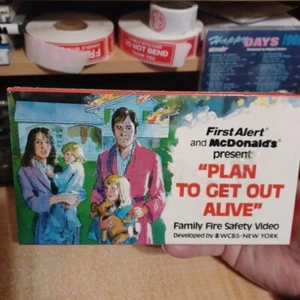 DO NOT BEND
Happy
DAYS
First Alert®
and McDonald's®
present
"PLAN
TO GET OUT
ALIVE"
Family Fire Safety Video
Developed by WCBS-NEW YORK